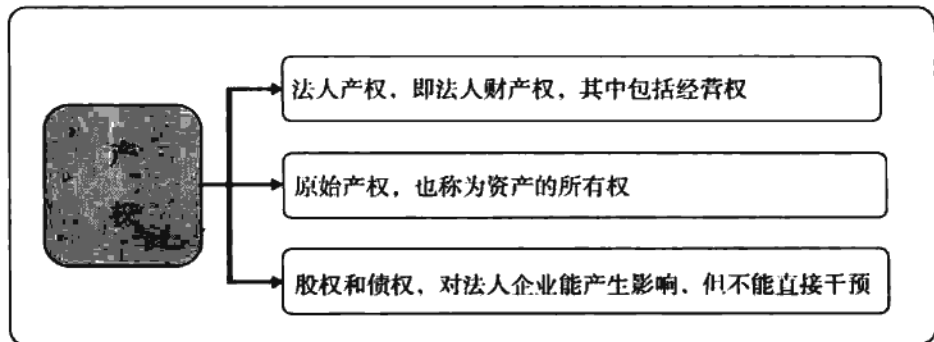 产
权
法人产权，即法人财产权，其中包括经营权
原始产权，也称为资产的所有权
股权和债权，对法人企业能产生影响、但不能直接干预